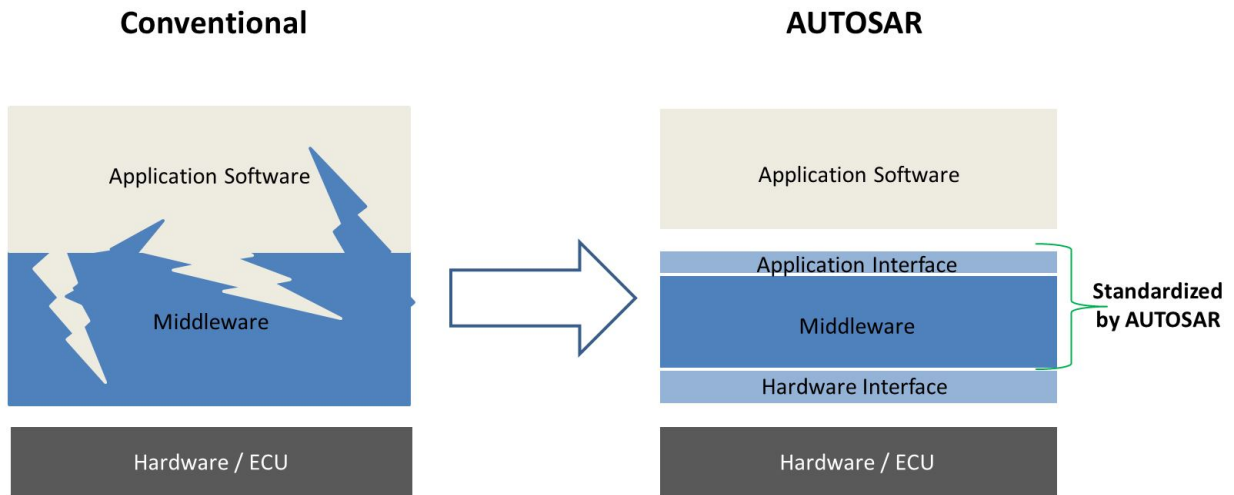 Conventional
AUTOSAR
Application Software
Middleware
Hardware / ECU
Application Software
Application Interface
Middleware
Hardware Interface
Hardware / ECU
Standardized
by AUTOSAR